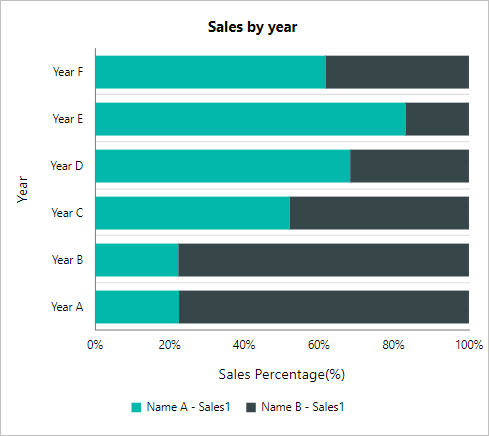 Sales by year
Year F
Year E
Year D
Year C
Year B
Year A
Year
0% 20% 40% 60% 80% 100%
Sales Percentage(%)
Name A - Sales1 Name B - Sales1